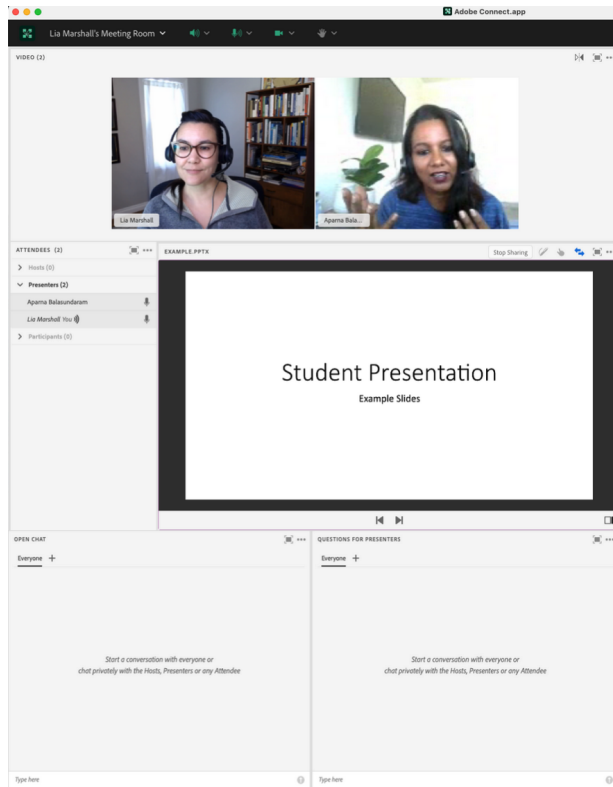 Adobe Connect.app
Lia Marshall's Meeting Room
VIDEO (2)
Lia Marshall
Aparna Bala...
ATTENDEES (2)
Hosts (0)
Presenters (2)
Aparna Balasundaram
Lia Marshall You
Participants (0)
EXAMPLE.PPTX
Stop Sharing
Student Presentation
Example Slides
OPEN CHAT
Everyone +
Start a conversation with everyone or
chat privately with the Hosts, Presenters or any Attendee
Type here
QUESTIONS FOR PRESENTERS
Everyone +
Start a conversation with everyone or
chat privately with the Hosts, Presenters or any Attendee
Type here